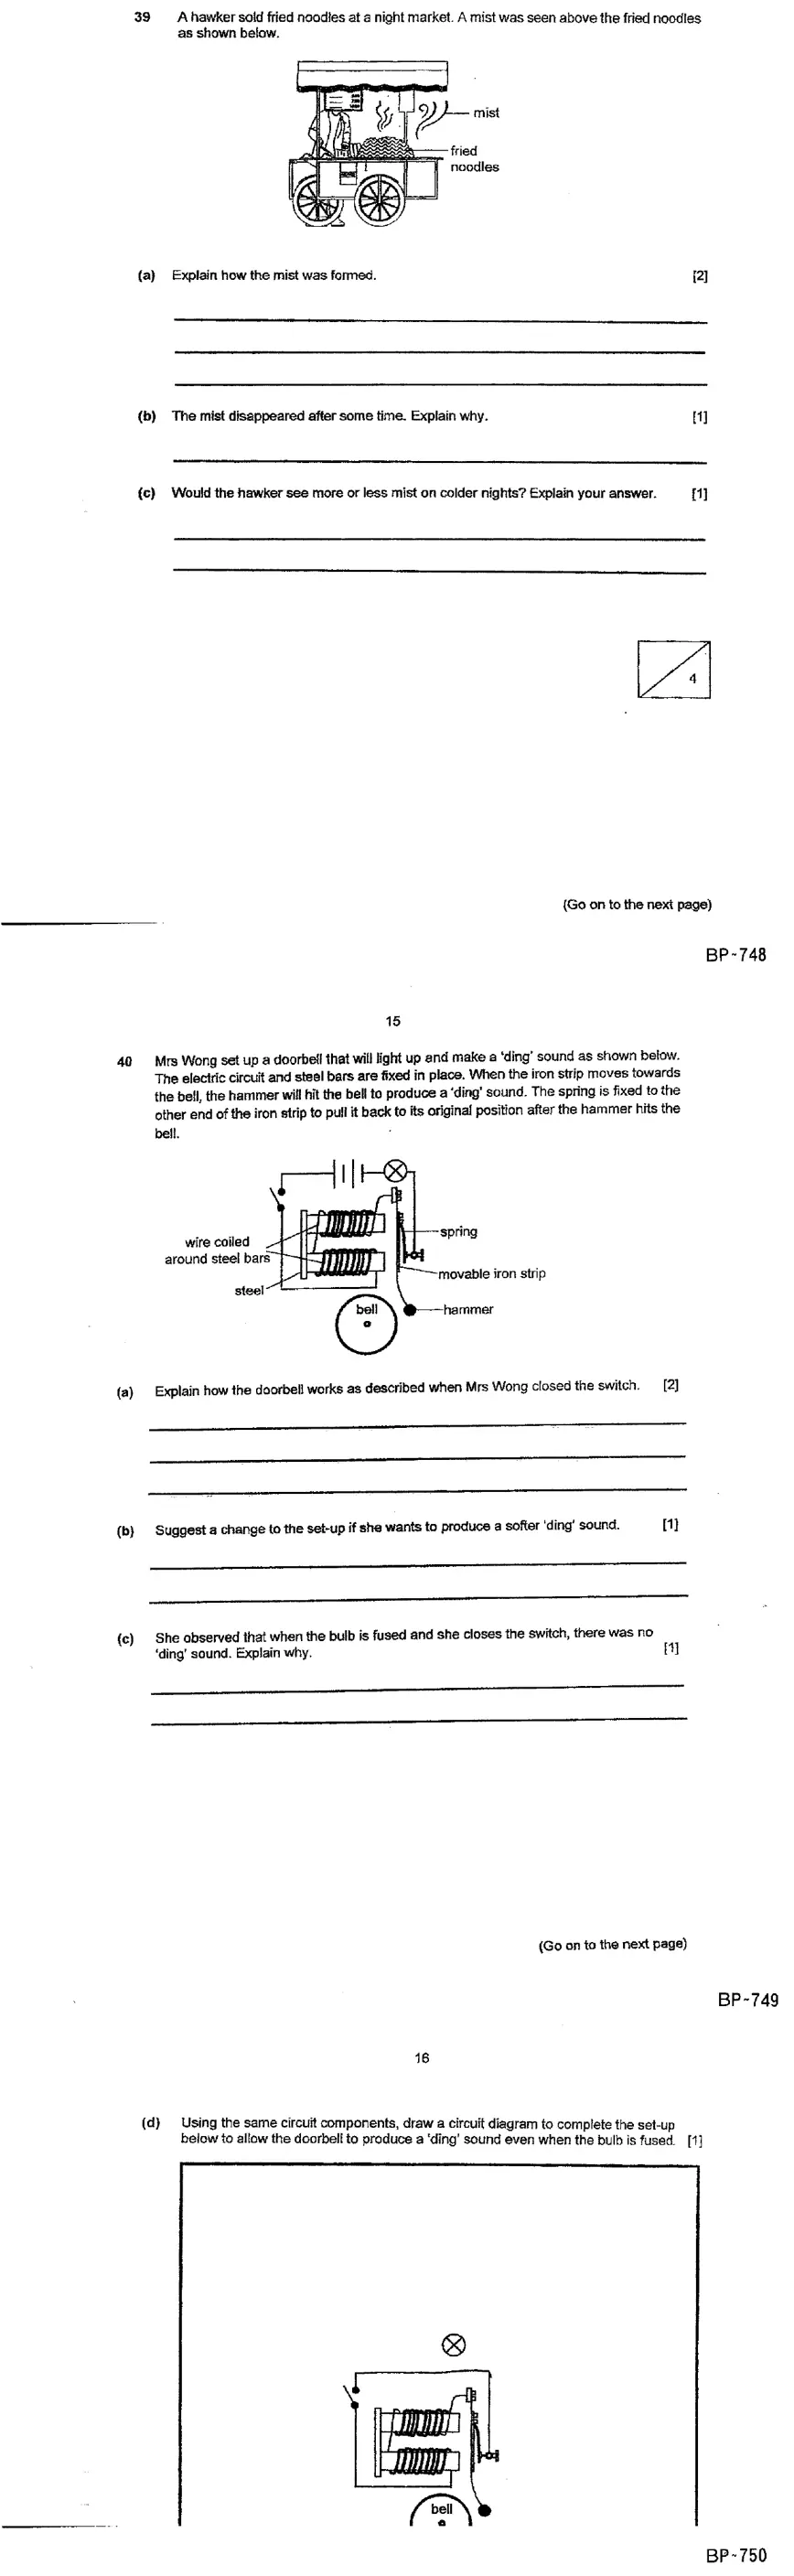 39 A hawker sold fried noodles at a night market. A mist was seen above the fried noodles
as shown below.
mist
fried
noodles
(a) Explain how the mist was formed. [2]
(b) The mist disappeared after some time. Explain why. [1]
(c) Would the hawker see more or less mist on colder nights? Explain your answer. [1]
4
(Go on to the next page)
BP-748
15
40 Mrs Wong set up a doorbell that will light up and make a 'ding' sound as shown below.
The electric circuit and steel bars are fixed in place. When the iron strip moves towards
the bell, the hammer will hit the bell to produce a 'ding' sound. The spring is fixed to the
other end of the iron strip to pull it back to its original position after the hammer hits the
bell.
spring
wire coiled
around steel bars
movable iron strip
steel
bell
hammer
(a) Explain how the doorbell works as described when Mrs Wong closed the switch. [2]
(b) Suggest a change to the set-up if she wants to produce a softer 'ding' sound. [1]
(c) She observed that when the bulb is fused and she closes the switch, there was no
'ding' sound. Explain why. [1]
(Go on to the next page)
BP-749
16
(d) Using the same circuit components, draw a circuit diagram to complete the set-up
below to allow the doorbell to produce a 'ding' sound even when the bulb is fused. [1]
bell
BP-750